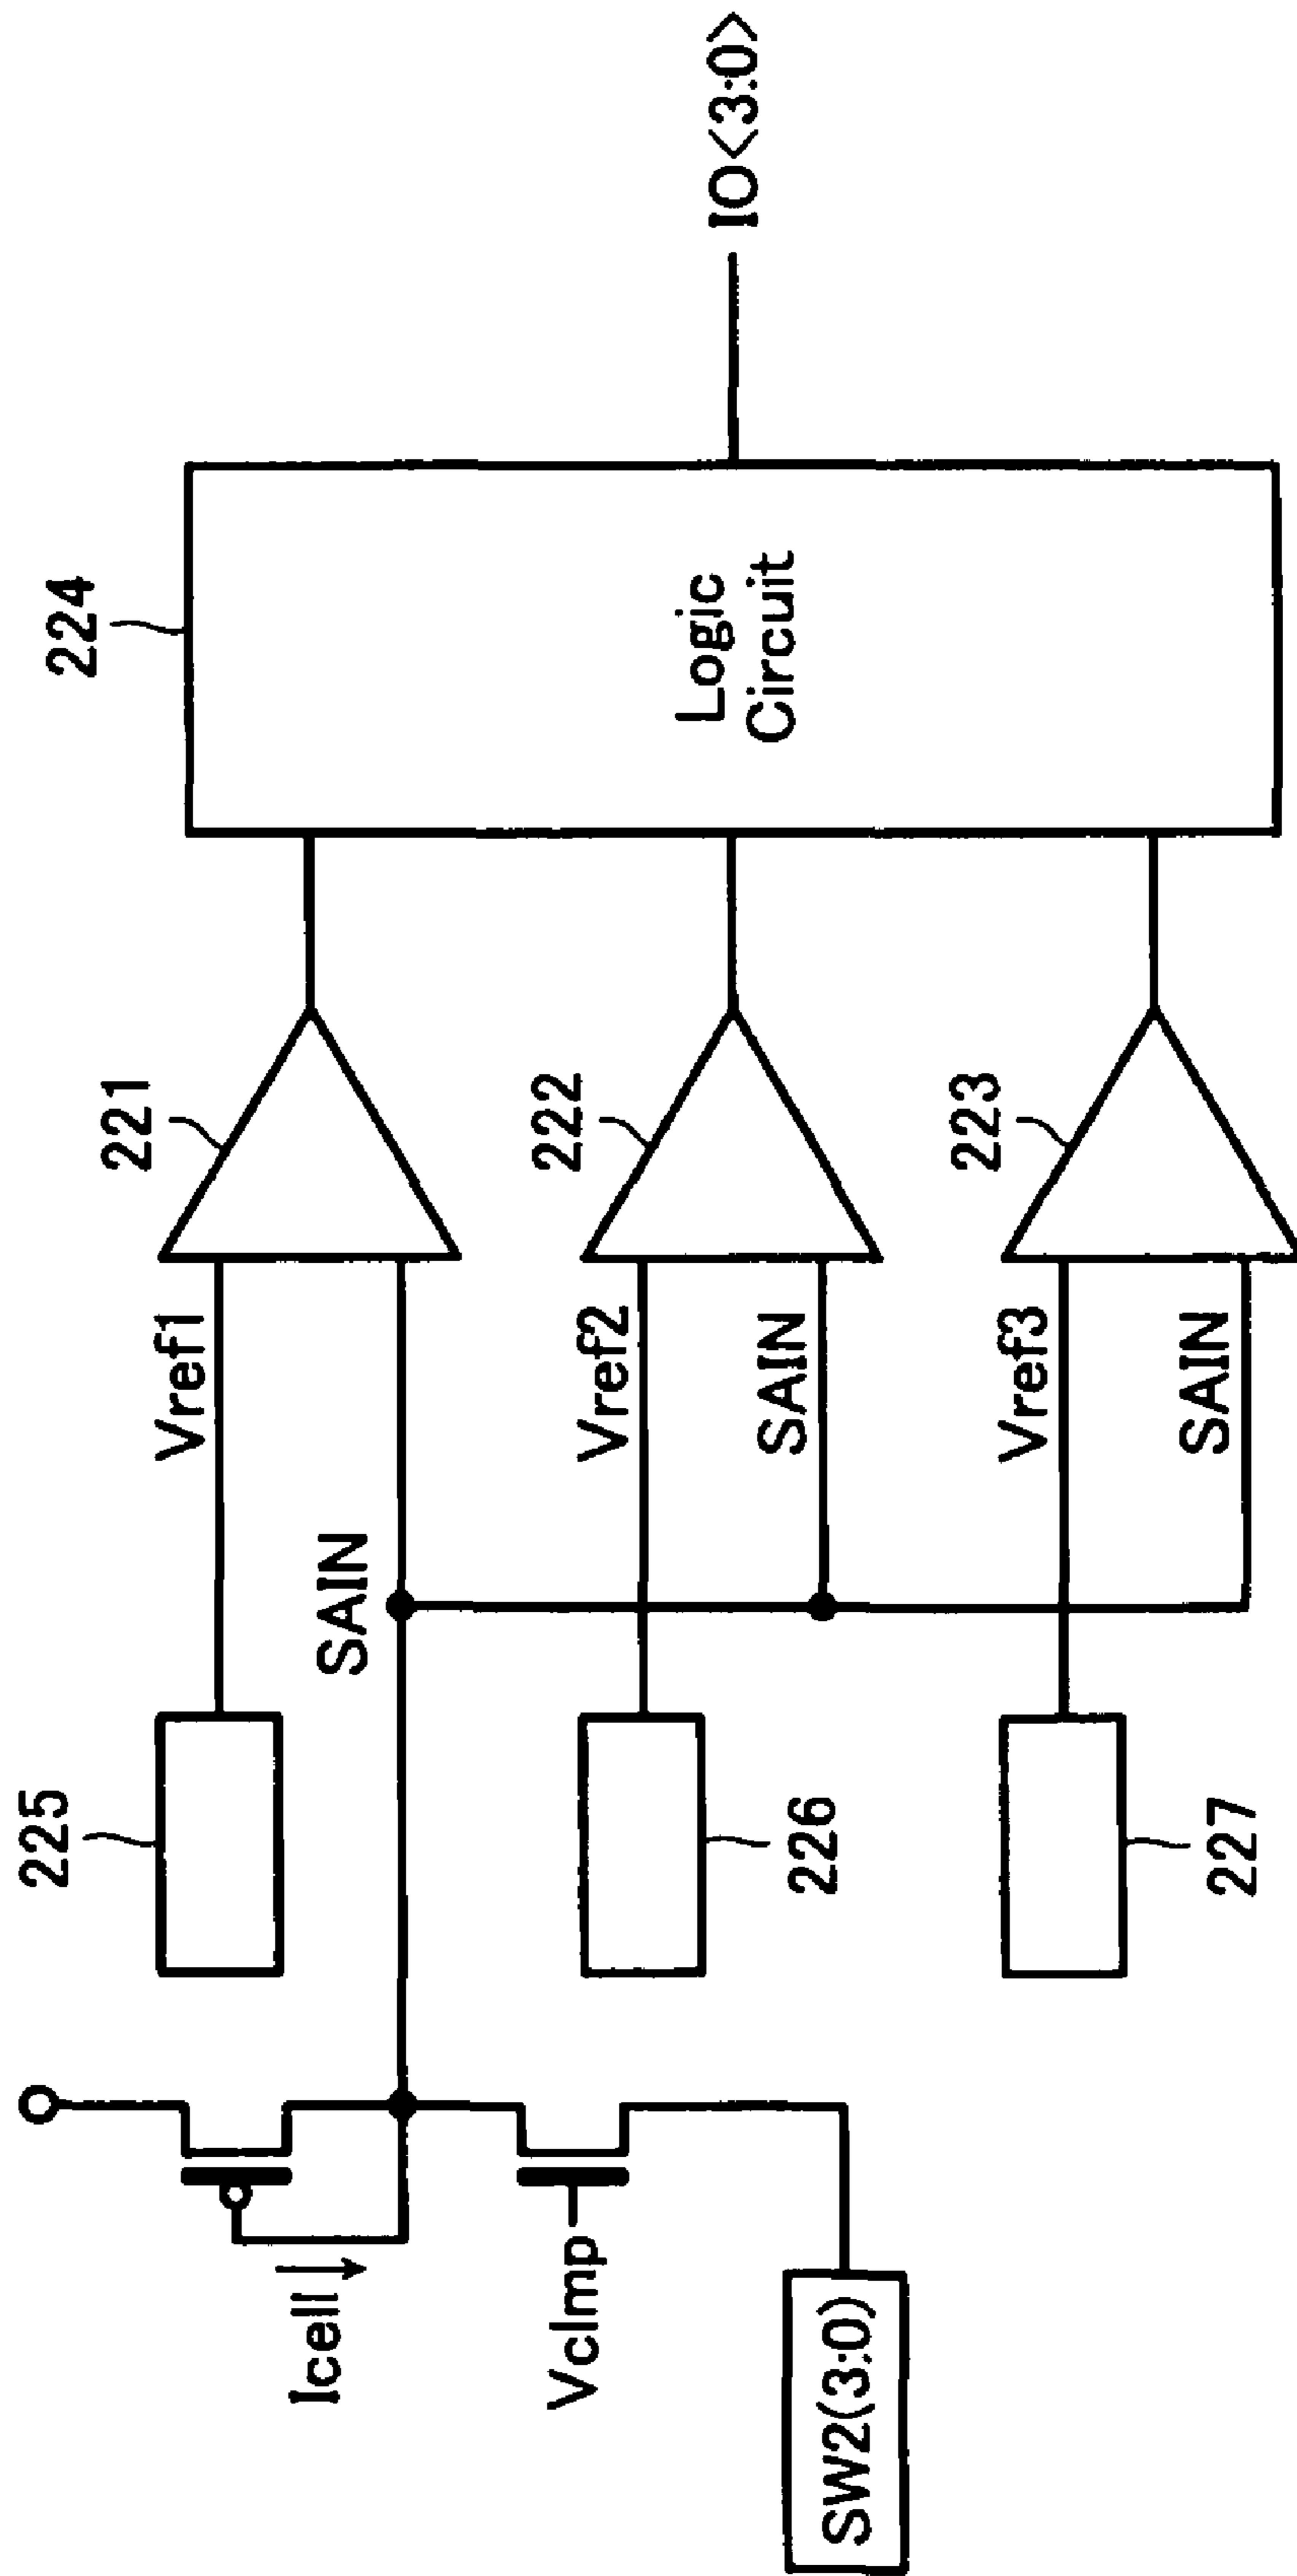 225
Vref1
221
224
SAIN
Icell
Vclmp
SW2(3:0)
226
Vref2
SAIN
222
Logic
Circuit
IO<3:0>
227
Vref3
SAIN
223